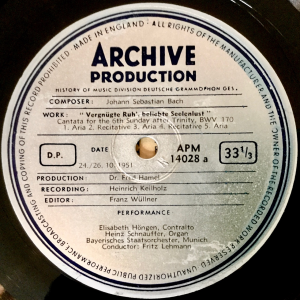 MADE IN ENGLAND · ALL RIGHTS OF THE MANUFACTURER AND THE OWNER OF THE RECORDED WORK RESERVED. UNAUTHORIZED PUBLIC PERFORMANCE BROADCASTING AND COPYING OF THIS RECORD PROHIBITED.
ARCHIVE
PRODUCTION
HISTORY OF MUSIC DIVISION DEUTSCHE GRAMMOPHON GES.
COMPOSER: Johann Sebastian Bach
WORK: "Vergnügte Ruh', beliebte Seelenlust"
Cantata for the 6th Sunday after Trinity, BWV 170
1. Aria 2. Recitative 3. Aria 4. Recitative 5. Aria
D.P.
DATE
24./26.10.1951
APM
14028 a
33 1/3
PRODUCTION: Dr. Fred Hamel
RECORDING: Heinrich Keilholz
EDITOR: Franz Wüllner
PERFORMANCE
Elisabeth Höngen, Contralto
Heinz Schnauffer, Organ
Bayerisches Staatsorchester, Munich
Conductor: Fritz Lehmann